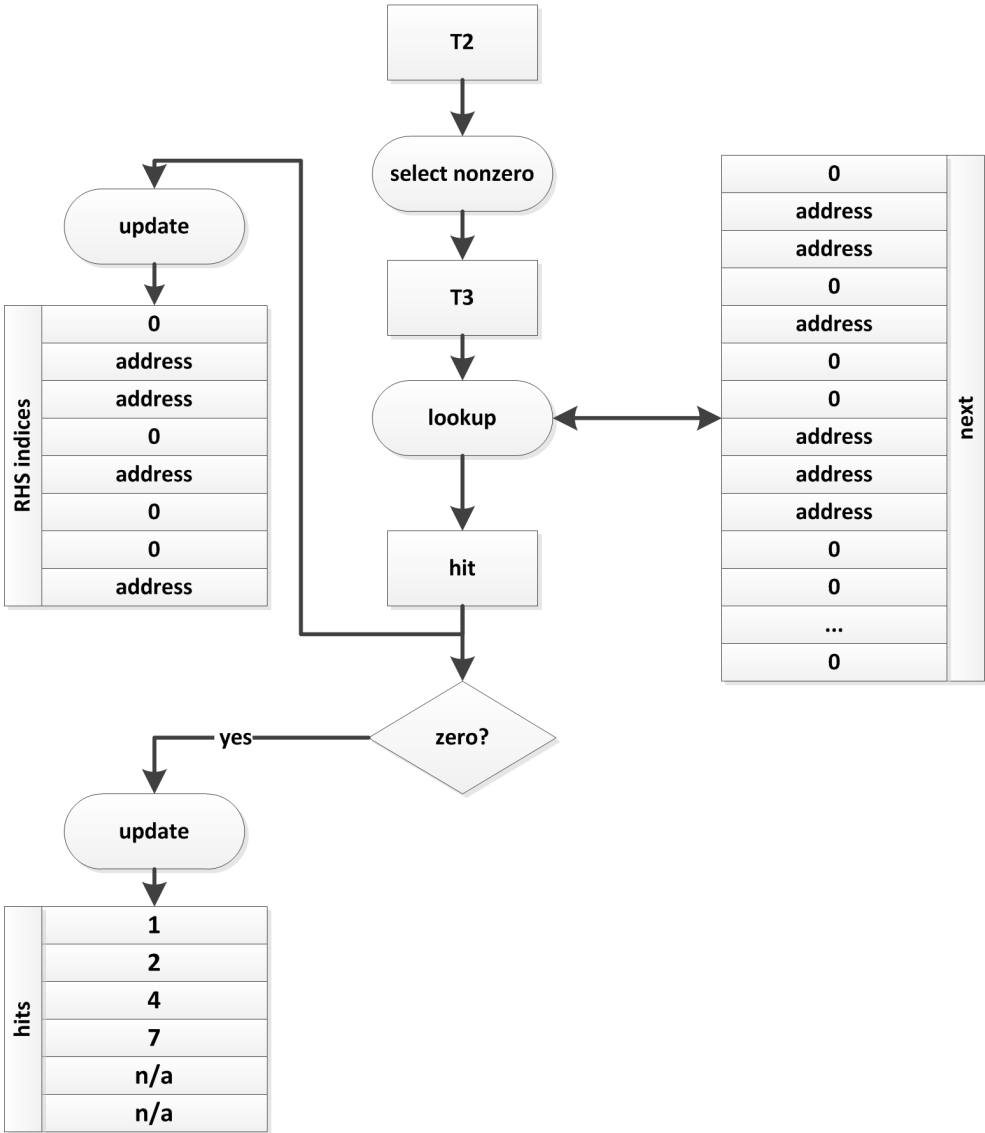 T2
select nonzero
update
T3
lookup
hit
zero?
yes
update
RHS indices
0
address
address
0
address
0
0
address
next
0
address
address
0
address
0
0
address
address
address
0
0
...
0
hits
1
2
4
7
n/a
n/a